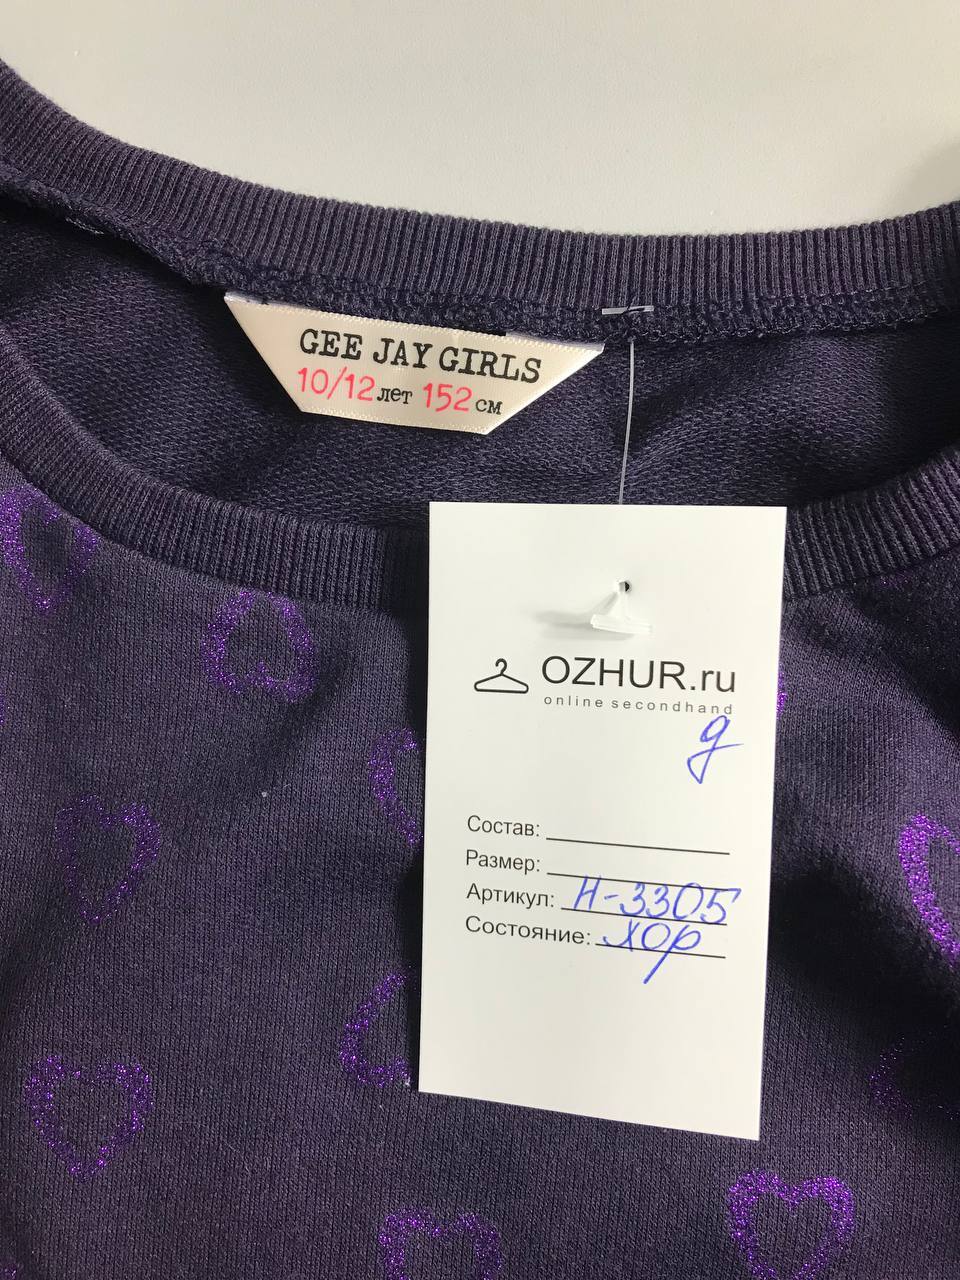 GEE JAY GIRLS
10/12 лет 152 см
OZHUR.ru
online secondhand
д
Состав:
Размер:
Артикул: Н-3305
Состояние: хор